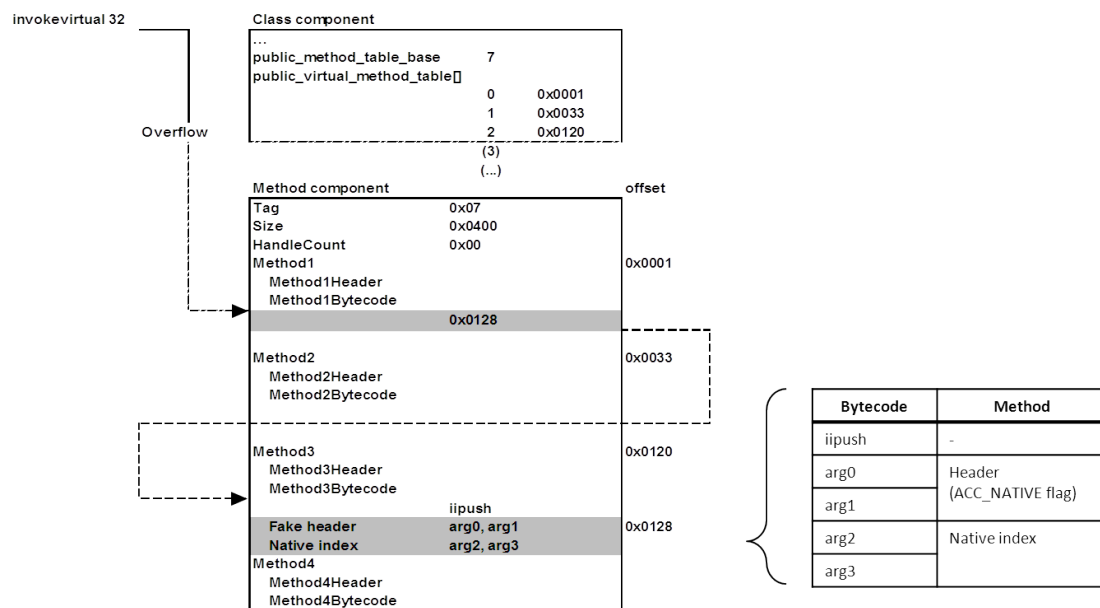 invokevirtual 32
Overflow
Class component
...
public_method_table_base 7
public_virtual_method_table[]
0 0x0001
1 0x0033
2 0x0120
(3)
(...)
Method component offset
Tag 0x07
Size 0x0400
HandleCount 0x00
Method1 0x0001
Method1Header
Method1Bytecode
0x0128
Method2 0x0033
Method2Header
Method2Bytecode
Method3 0x0120
Method3Header
Method3Bytecode
iipush
Fake header arg0, arg1 0x0128
Native index arg2, arg3
Method4
Method4Header
Method4Bytecode
Bytecode Method
iipush -
arg0 Header
(ACC_NATIVE flag)
arg1
arg2 Native index
arg3